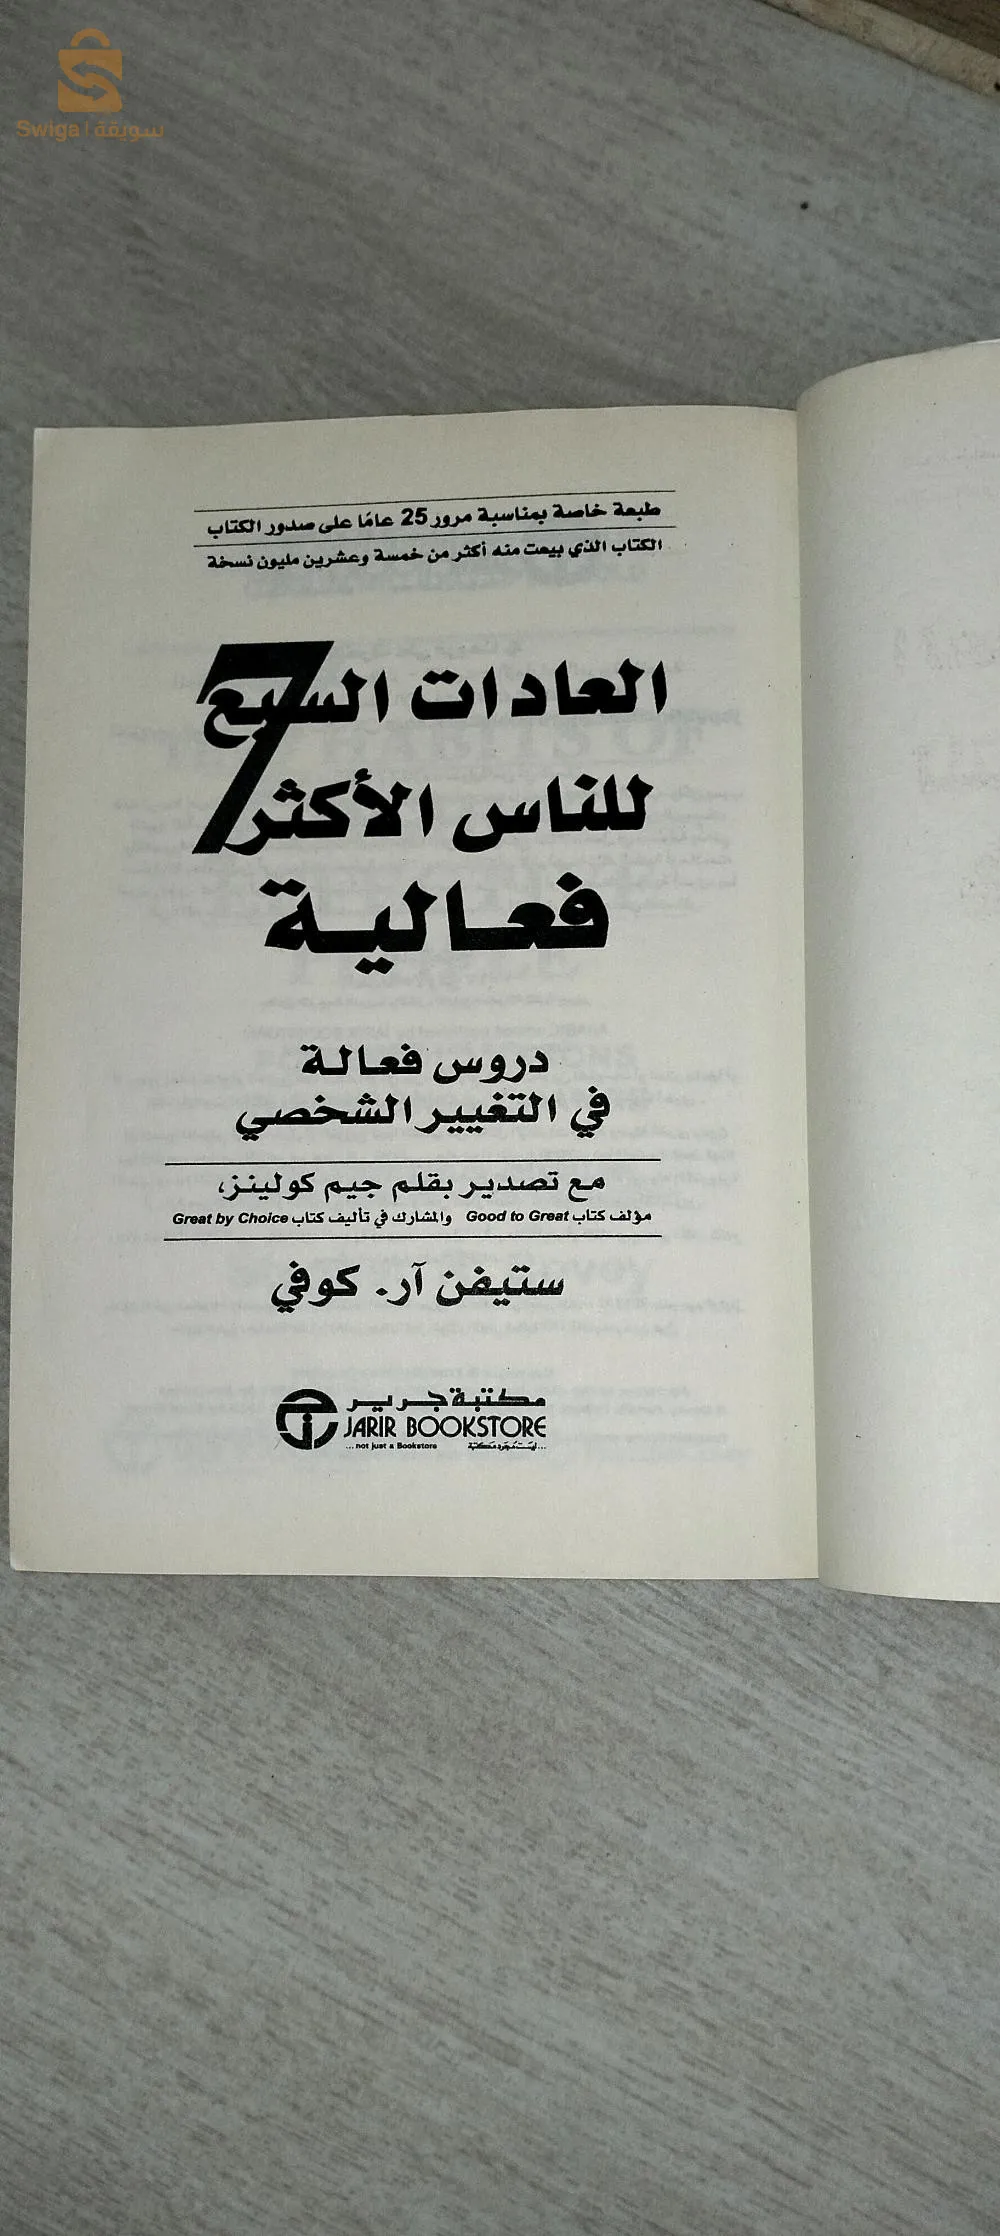 Swiga | سويقة
طبعة خاصة بمناسبة مرور 25 عامًا على صدور الكتاب
الكتاب الذي بيعت منه أكثر من خمسة وعشرين مليون نسخة
العادات السبع
للناس الأكثر
7
فعالية
دروس فعالة
في التغيير الشخصي
مع تصدير بقلم جيم كولينز،
مؤلف كتاب Good to Great والمشارك في تأليف كتاب Great by Choice
ستيفن آر. كوفي
مكتبة جرير
JARIR BOOKSTORE
...not just a Bookstore ليست مجرد مكتبة...